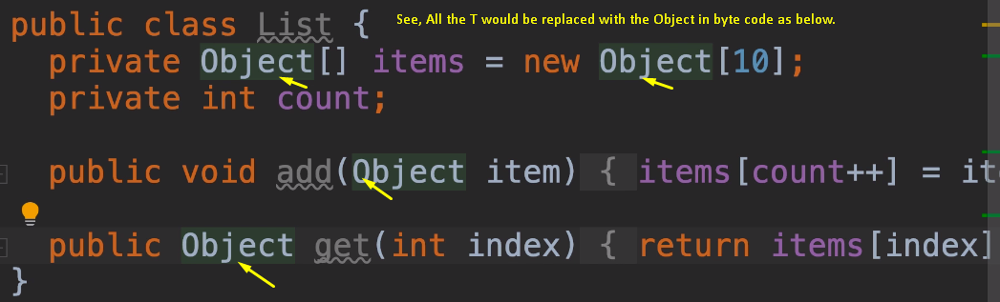 public class List {
See, All the T would be replaced with the Object in byte code as below.
private Object[] items = new Object[10];
private int count;
public void add(Object item) { items[count++] = it
public Object get(int index) { return items[index]
}